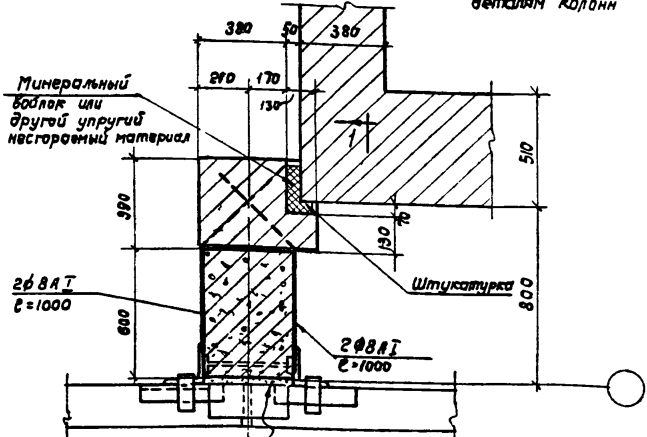 деталям колонн
380 50 380
210 170
130
Минеральный
войлок или
другой упругий
несгораемый материал
1
510
390
70
190
Штукатурка
800
2ф8АI
ℓ=1000
600
2ф8АI
ℓ=1000